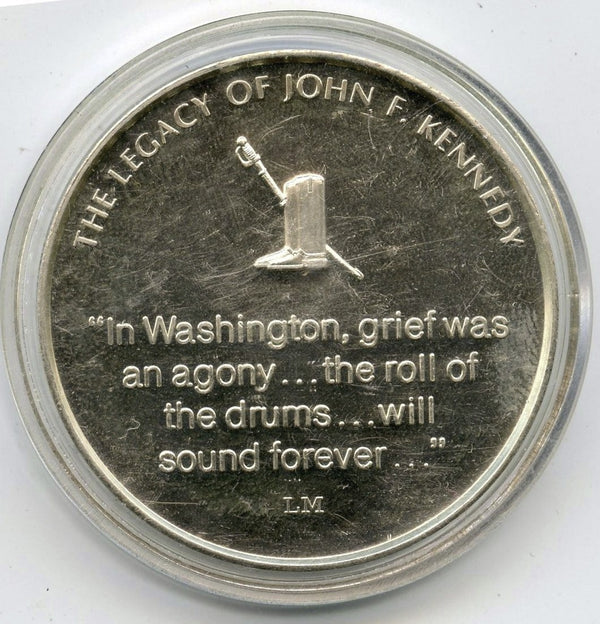 THE LEGACY OF JOHN F. KENNEDY
“In Washington, grief was
an agony...the roll of
the drums...will
sound forever...”
LM